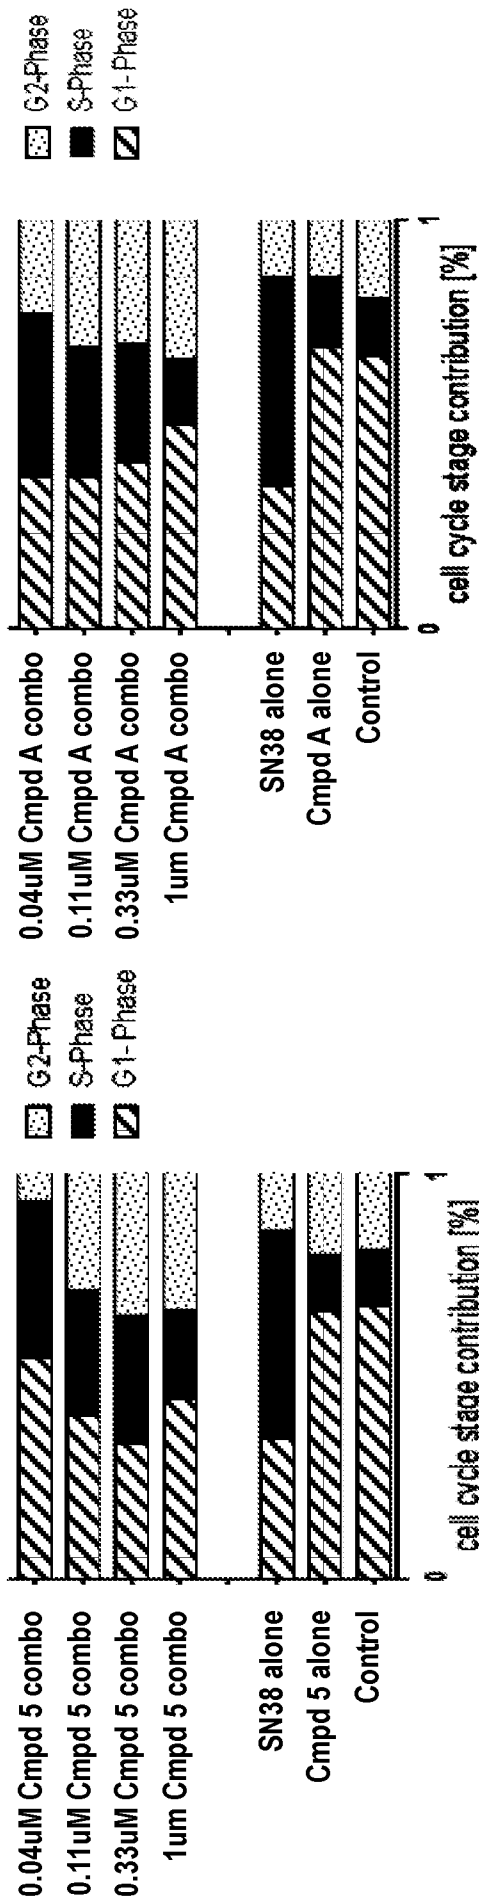 G2-Phase
S-Phase
G1-Phase
0.04uM Cmpd A combo
0.11uM Cmpd A combo
0.33uM Cmpd A combo
1um Cmpd A combo
SN38 alone
Cmpd A alone
Control
0
1
cell cycle stage contribution [%]
G2-Phase
S-Phase
G1-Phase
0.04uM Cmpd 5 combo
0.11uM Cmpd 5 combo
0.33uM Cmpd 5 combo
1um Cmpd 5 combo
SN38 alone
Cmpd 5 alone
Control
0
1
cell cycle stage contribution [%]